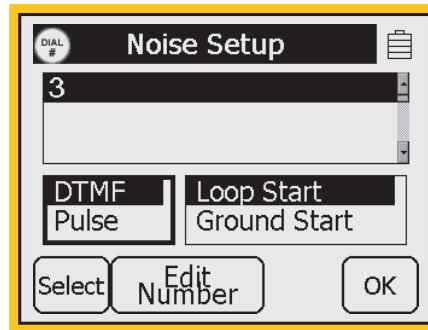 DIAL
#
Noise Setup
3
DTMF
Pulse
Loop Start
Ground Start
Select
Edit
Number
OK